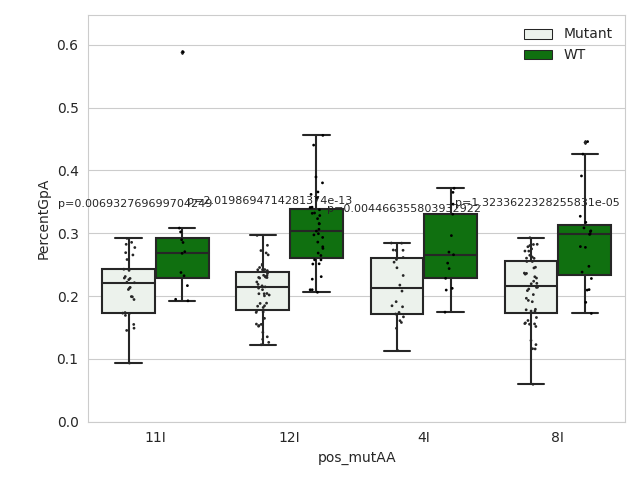 0.6
0.5
0.4
0.3
0.2
0.1
0.0
PercentGpA
Mutant
WT
p=0.006932769699704249
p=2.0198694714281374e-13
p=0.004466355803932922
p=1.3233622328255831e-05
11I
12I
4I
8I
pos_mutAA